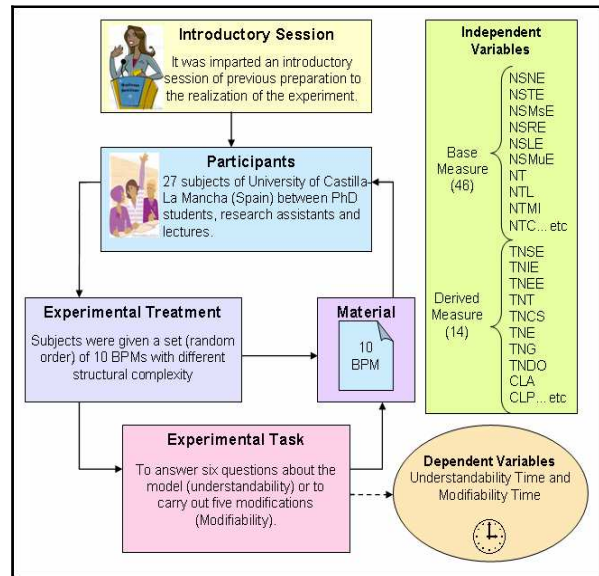 Introductory Session
It was imparted an introductory
session of previous preparation to
the realization of the experiment.
Participants
27 subjects of University of Castilla-
La Mancha (Spain) between PhD
students, research assistants and
lectures.
Experimental Treatment
Subjects were given a set (random
order) of 10 BPMs with different
structural complexity
Material
10
BPM
Experimental Task
To answer six questions about the
model (understandability) or to
carry out five modifications
(Modifiability).
Independent
Variables
Base
Measure
(46)
NSNE
NSTE
NSMsE
NSRE
NSLE
NSMuE
NT
NTL
NTMI
NTC... etc
Derived
Measure
(14)
TNSE
TNIE
TNEE
TNT
TNCS
TNE
TNG
TNDO
CLA
CLP... etc
Dependent Variables
Understandability Time and
Modifiability Time